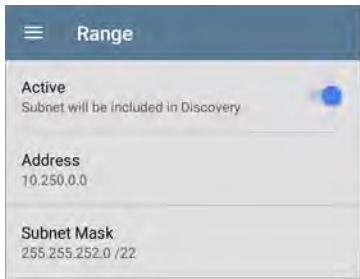 Range
Active
Subnet will be included in Discovery
Address
10.250.0.0
Subnet Mask
255.255.252.0 /22